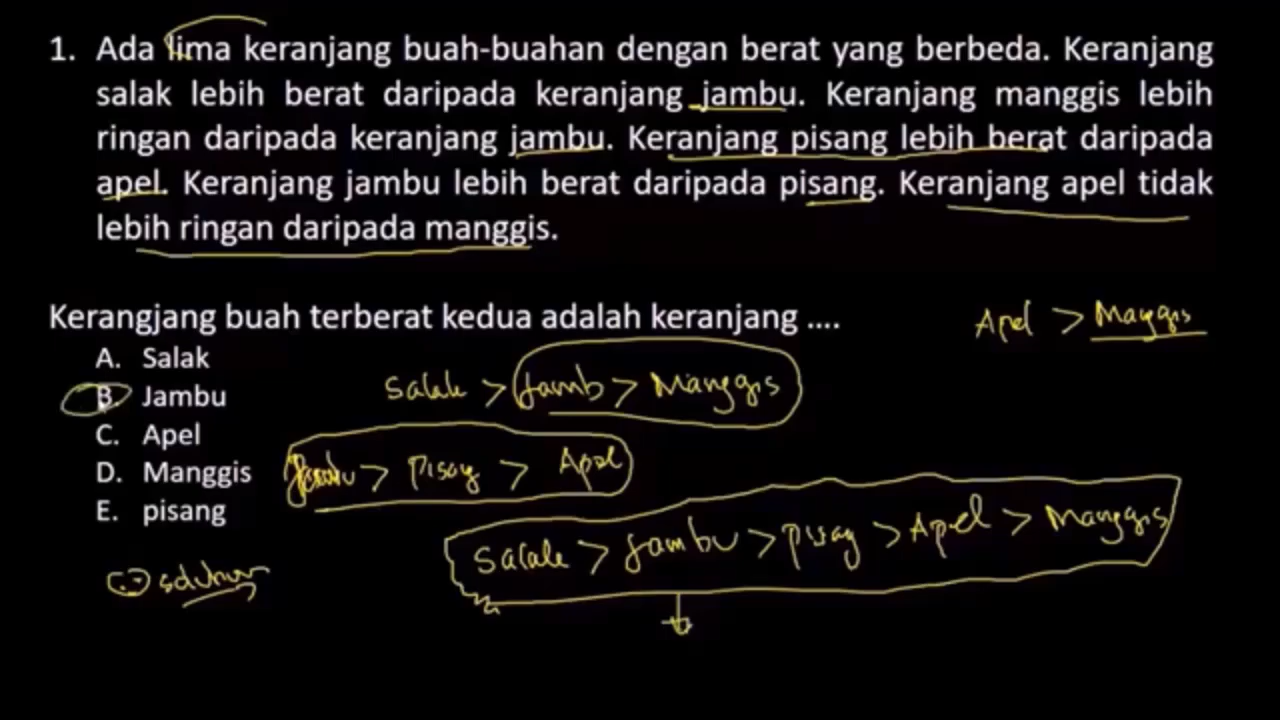 1. Ada lima keranjang buah-buahan dengan berat yang berbeda. Keranjang
salak lebih berat daripada keranjang jambu. Keranjang manggis lebih
ringan daripada keranjang jambu. Keranjang pisang lebih berat daripada
apel. Keranjang jambu lebih berat daripada pisang. Keranjang apel tidak
lebih ringan daripada manggis.
Kerangjang buah terberat kedua adalah keranjang ....
Apel > Manggis
A. Salak
Salak > Jamb > Manggis
B. Jambu
C. Apel
D. Manggis
Jambu > Pisang > Apel
E. pisang
Salak > Jambu > Pisang > Apel > Manggis